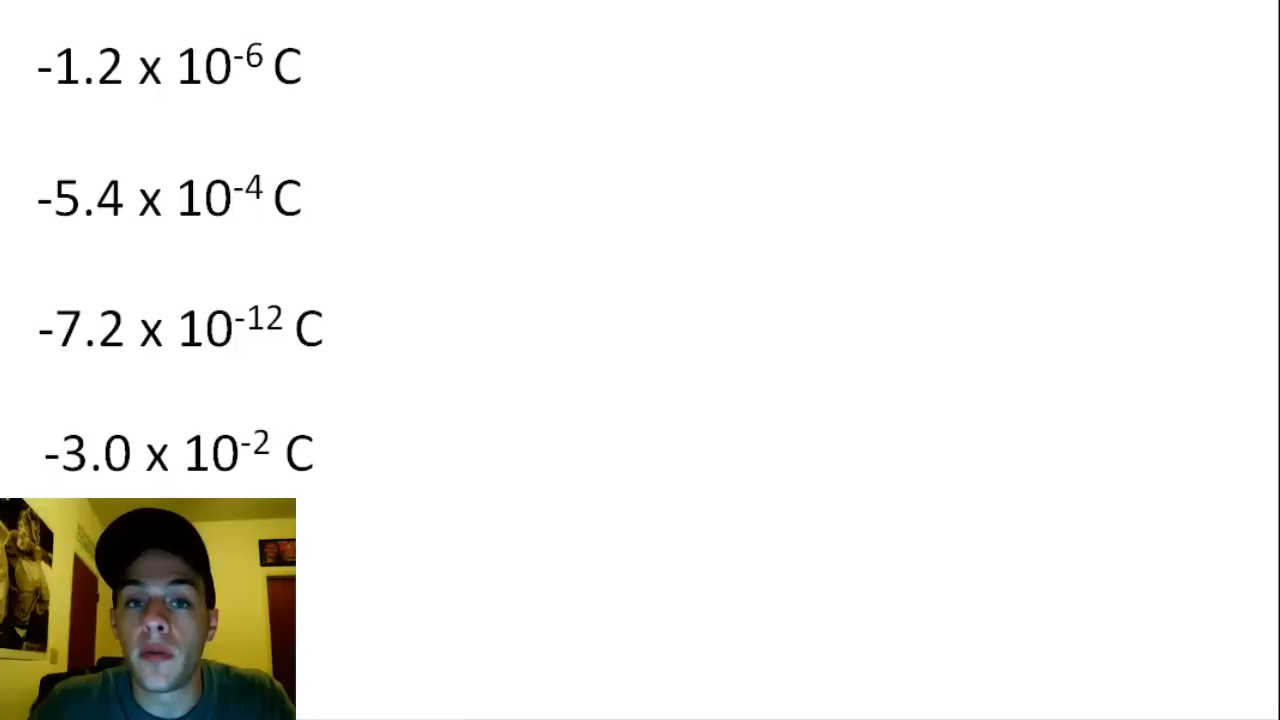 -1.2 x 10⁻⁶ C
-5.4 x 10⁻⁴ C
-7.2 x 10⁻¹² C
-3.0 x 10⁻² C